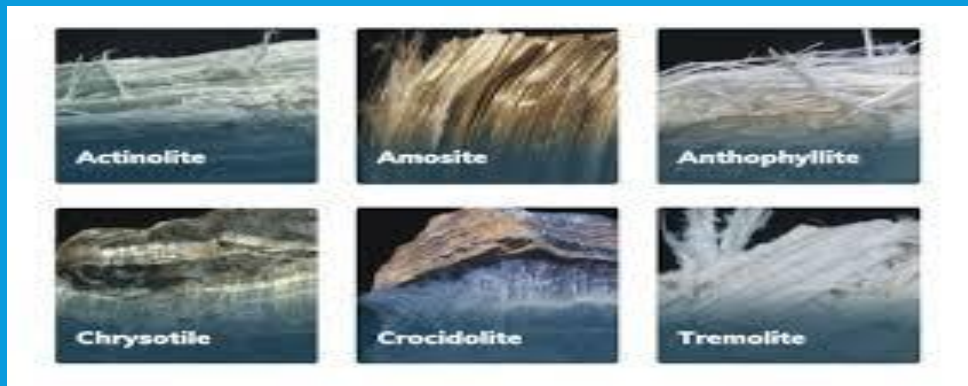 Actinolite
Amosite
Anthophyllite
Chrysotile
Crocidolite
Tremolite